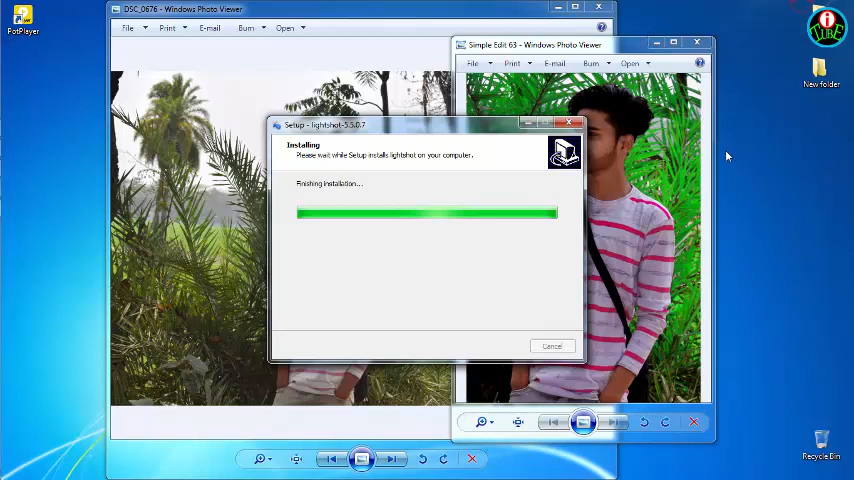 PotPlayer
DSC_0676 - Windows Photo Viewer
File Print E-mail Burn Open
Simple Edit 63 - Windows Photo Viewer
File Print E-mail Burn Open
i
TUBE
New folder
Setup - lightshot-5.5.0.7
Installing
Please wait while Setup installs lightshot on your computer.
Finishing installation...
Cancel
Recycle Bin